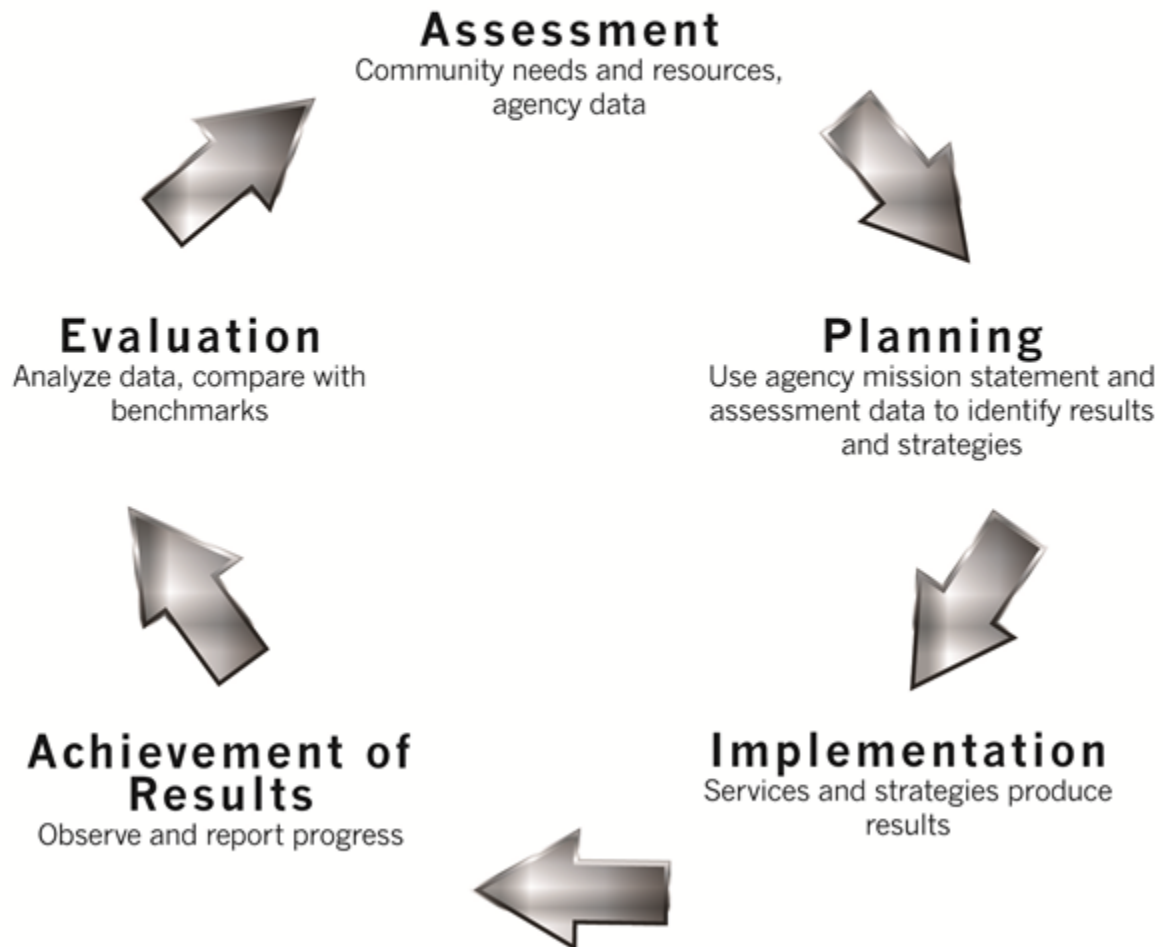 Assessment
Community needs and resources,
agency data
Planning
Use agency mission statement and
assessment data to identify results
and strategies
Implementation
Services and strategies produce
results
Achievement of
Results
Observe and report progress
Evaluation
Analyze data, compare with
benchmarks